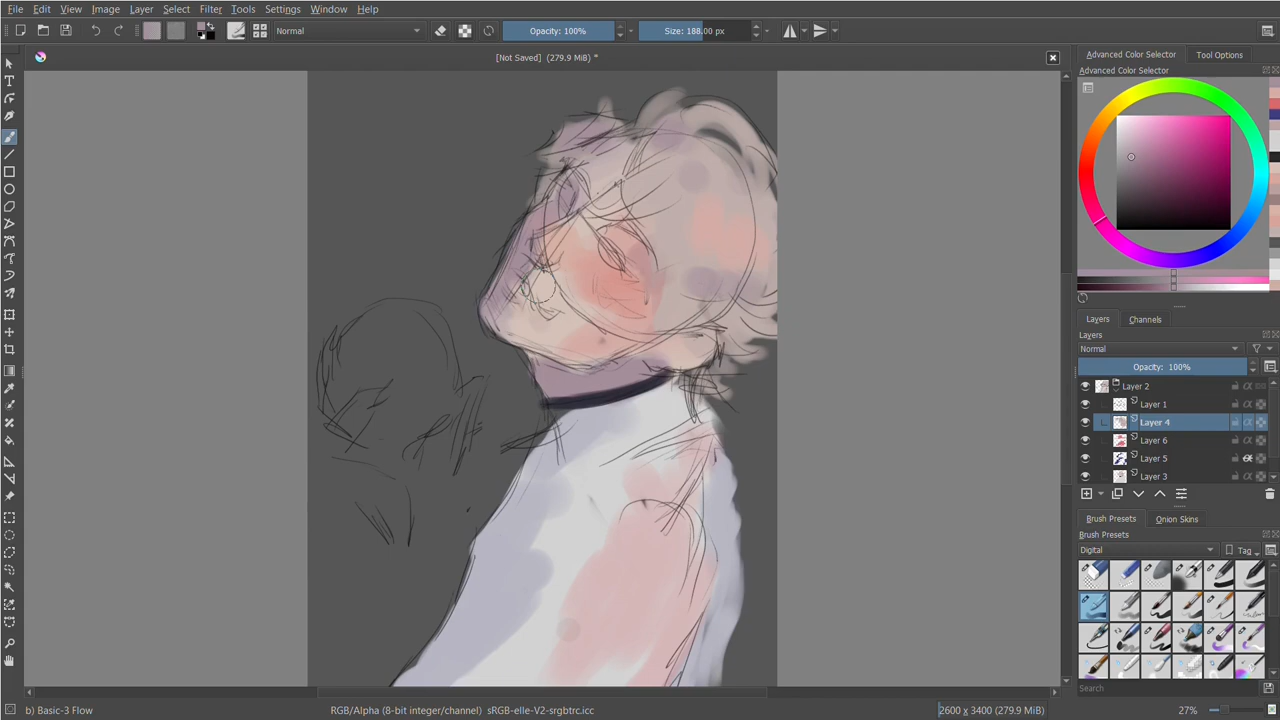 File Edit View Image Layer Select Filter Tools Settings Window Help
Normal Opacity: 100% Size: 188.00 px
[Not Saved] (279.9 MiB) *
Advanced Color Selector Tool Options
Advanced Color Selector
Layers Channels
Layers
Normal
Opacity: 100%
Layer 2
Layer 1
Layer 4
Layer 6
Layer 5
Layer 3
Brush Presets Onion Skins
Brush Presets
Digital Tag
Search
b) Basic-3 Flow RGB/Alpha (8-bit integer/channel) sRGB-elle-V2-srgbtrc.icc 2600 x 3400 (279.9 MiB) 27%